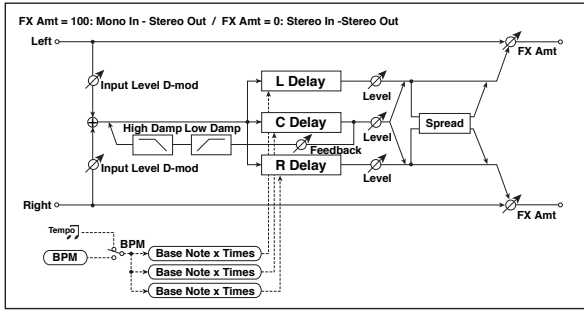 FX Amt = 100: Mono In - Stereo Out / FX Amt = 0: Stereo In -Stereo Out
Left
FX Amt
Input Level D-mod
L Delay
Level
High Damp Low Damp
C Delay
Level
Spread
Feedback
Input Level D-mod
R Delay
Level
Right
FX Amt
Tempo
BPM
BPM
Base Note x Times
Base Note x Times
Base Note x Times